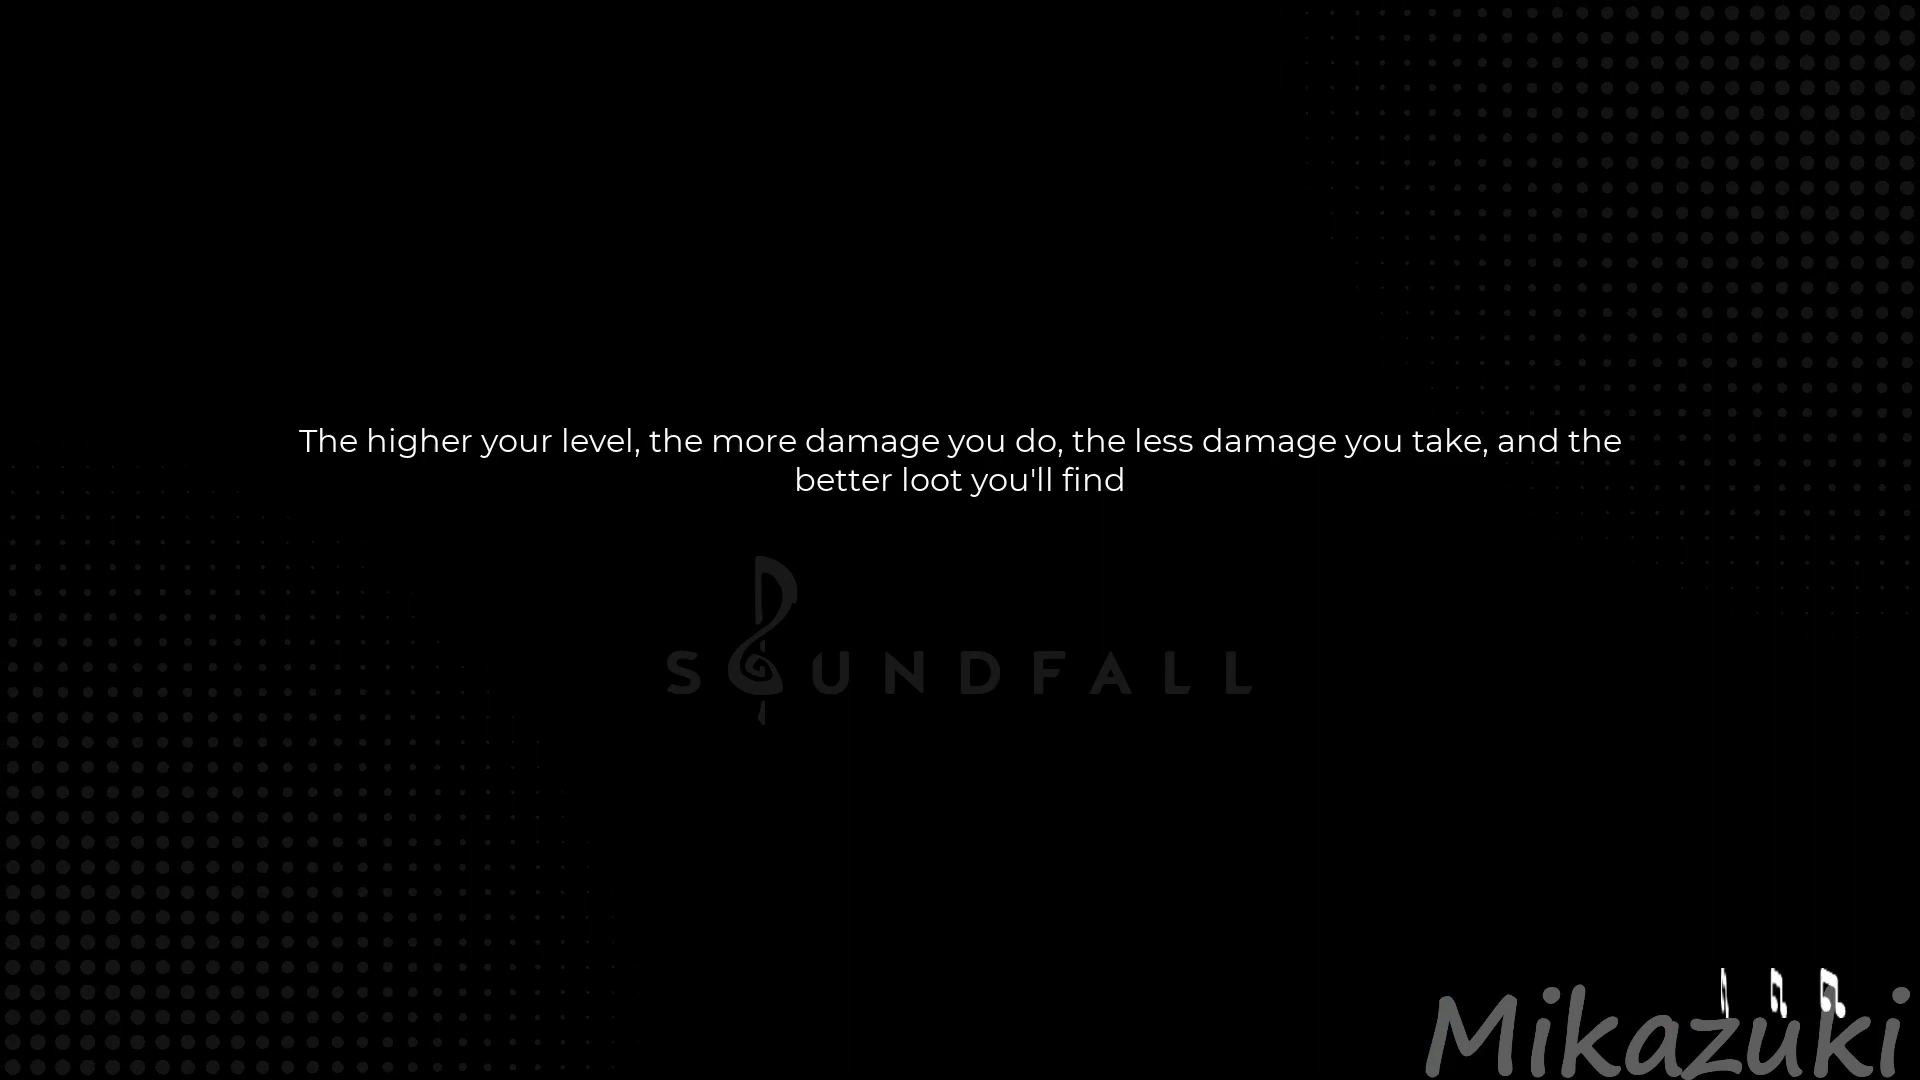 The higher your level, the more damage you do, the less damage you take, and the
better loot you'll find
SOUNDFALL
Mikazuki